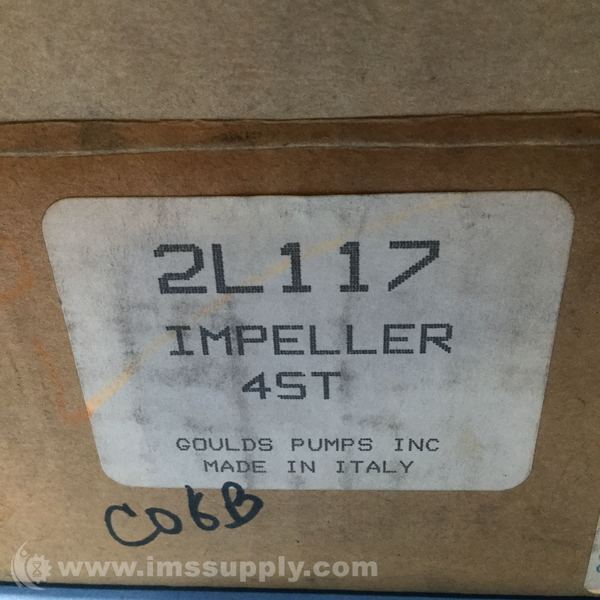 2L117
IMPELLER
4ST
GOULDS PUMPS INC
MADE IN ITALY
C06B
www.imssupply.com